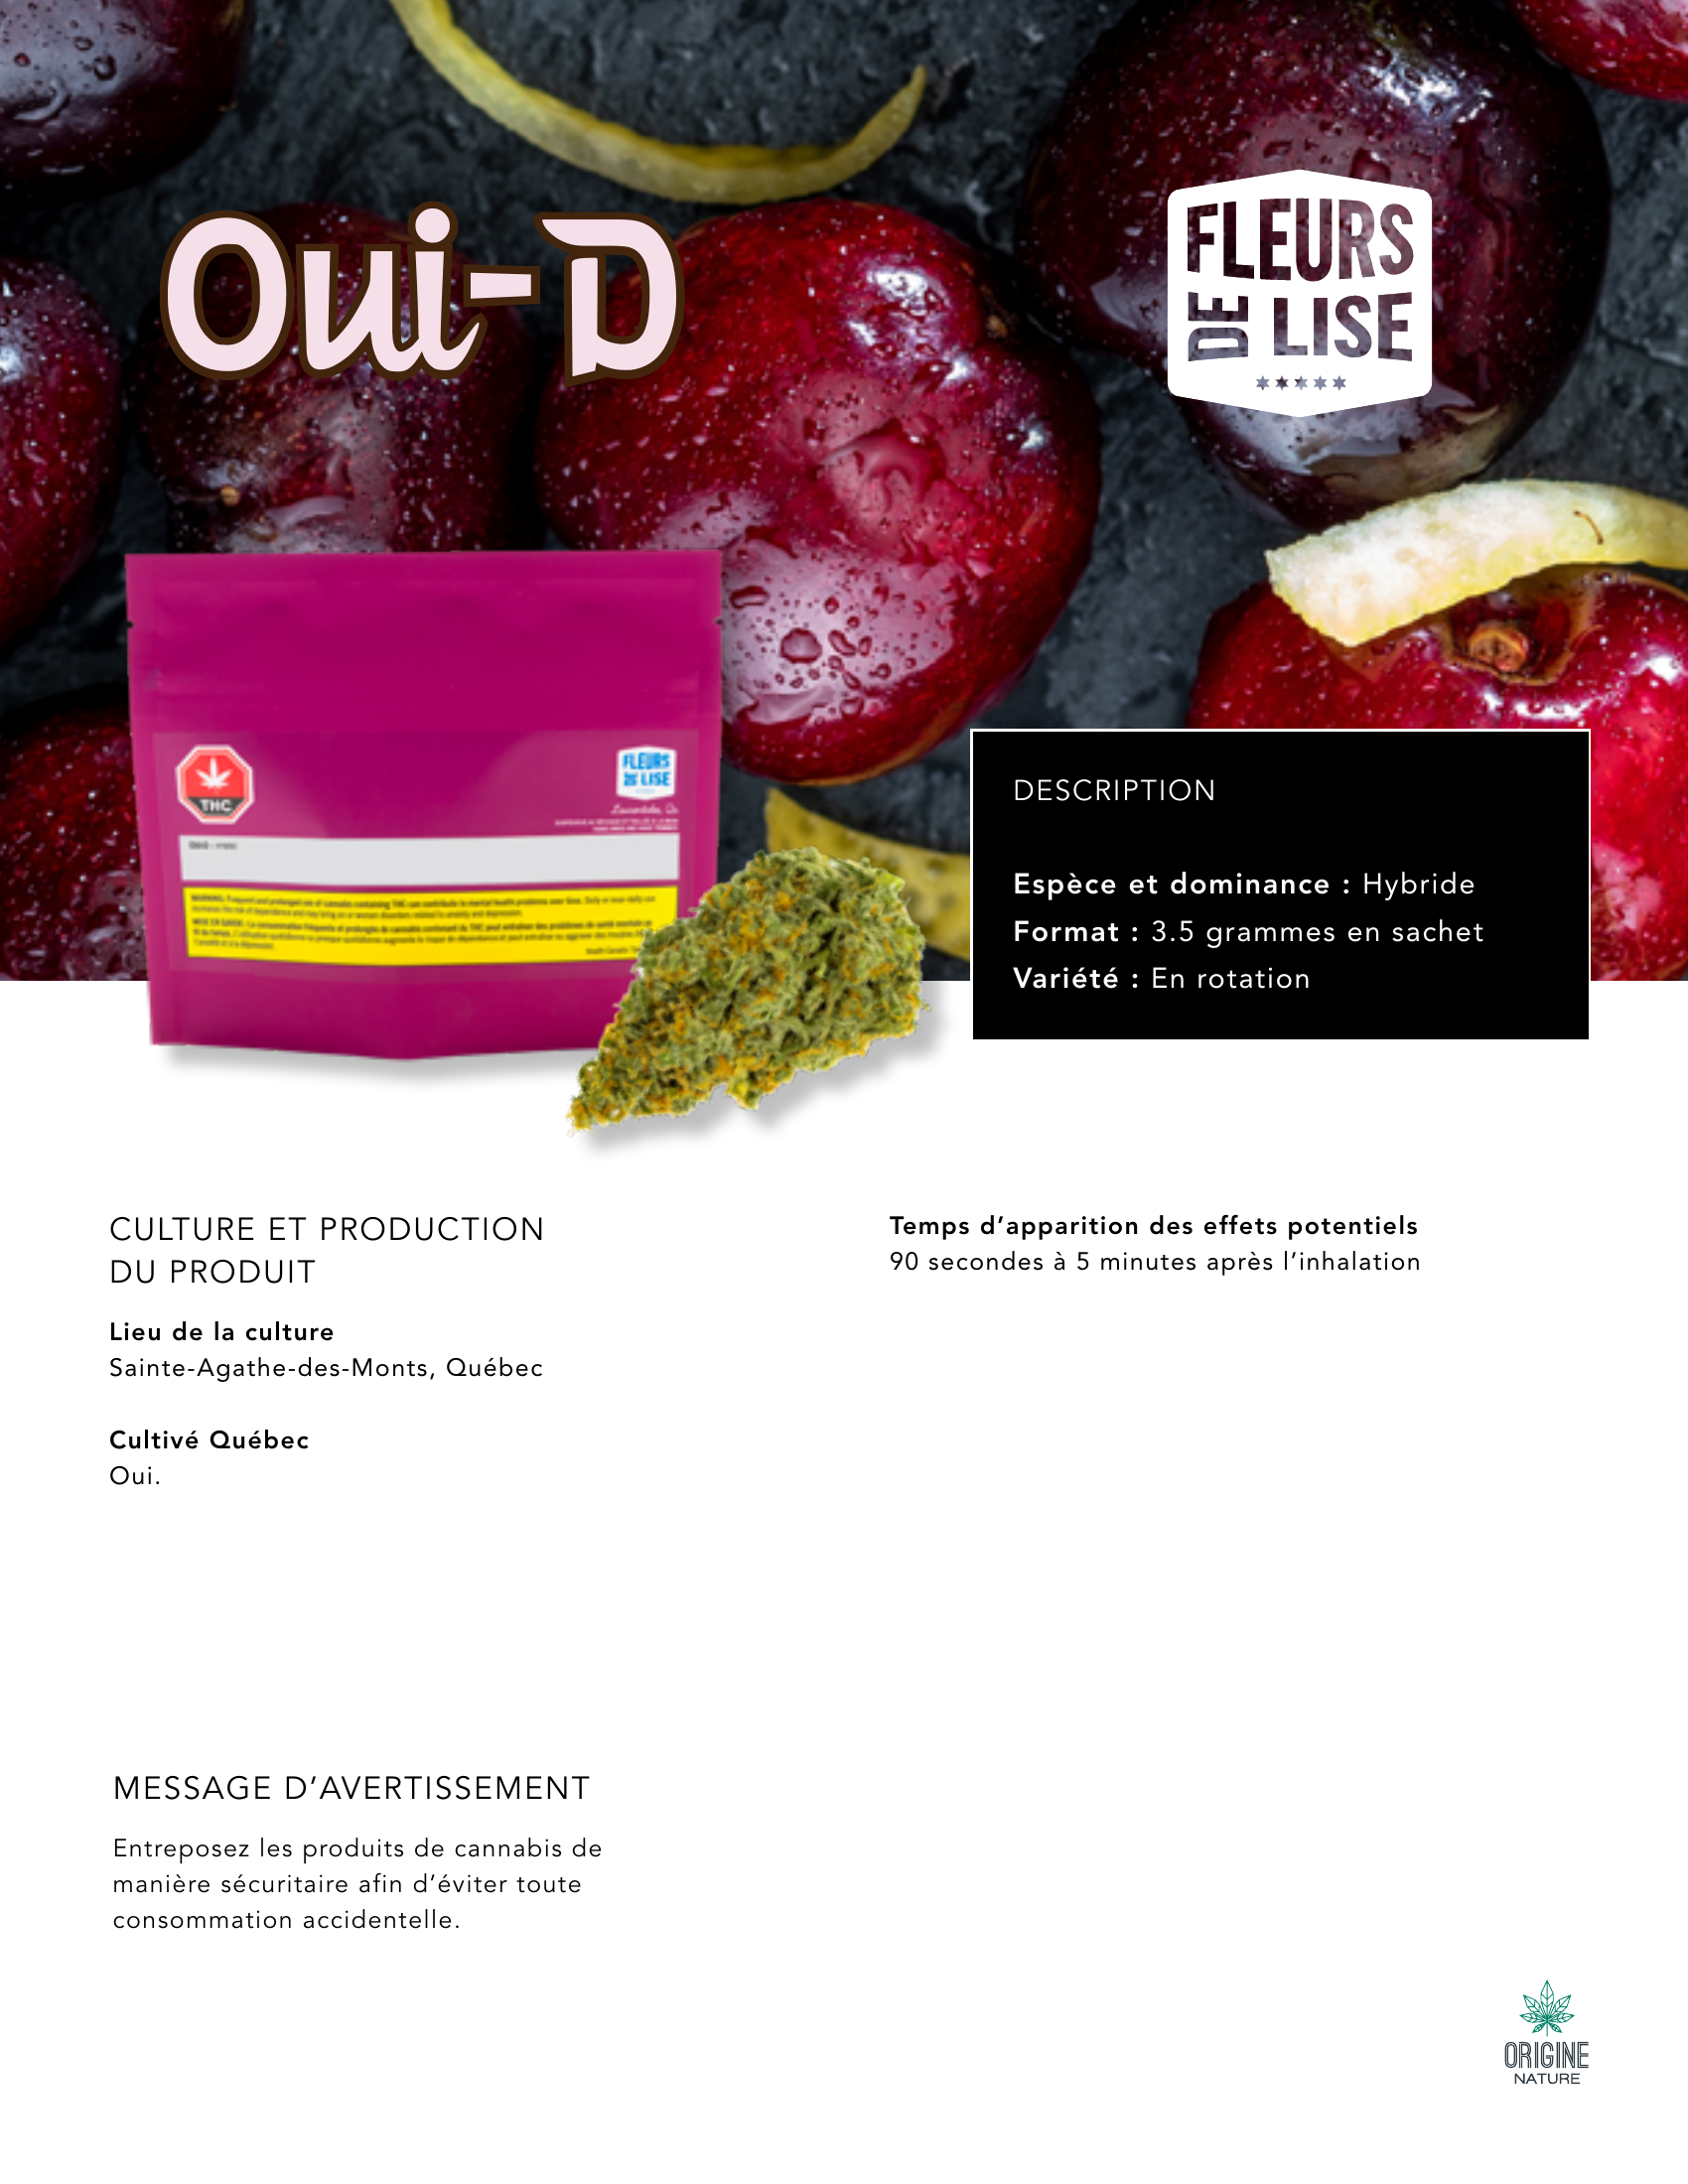 Oui-D
FLEURS
DE LISE
THC
FLEURS
DE LISE
DESCRIPTION
Espèce et dominance : Hybride
Format : 3.5 grammes en sachet
Variété : En rotation
CULTURE ET PRODUCTION
DU PRODUIT
Lieu de la culture
Sainte-Agathe-des-Monts, Québec
Cultivé Québec
Oui.
Temps d’apparition des effets potentiels
90 secondes à 5 minutes après l’inhalation
MESSAGE D’AVERTISSEMENT
Entreposez les produits de cannabis de
manière sécuritaire afin d’éviter toute
consommation accidentelle.
ORIGINE
NATURE